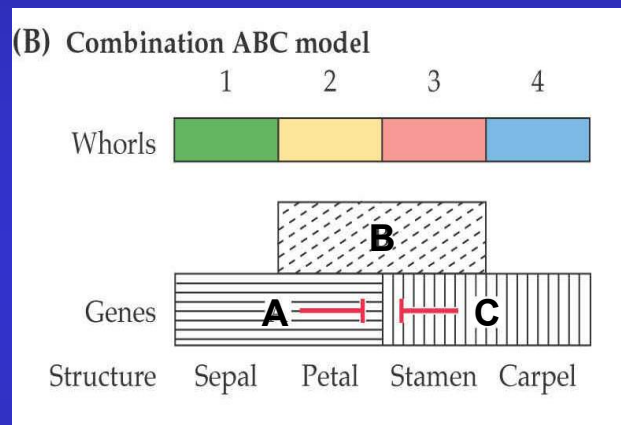 (B) Combination ABC model
1 2 3 4
Whorls
B
Genes A C
Structure Sepal Petal Stamen Carpel